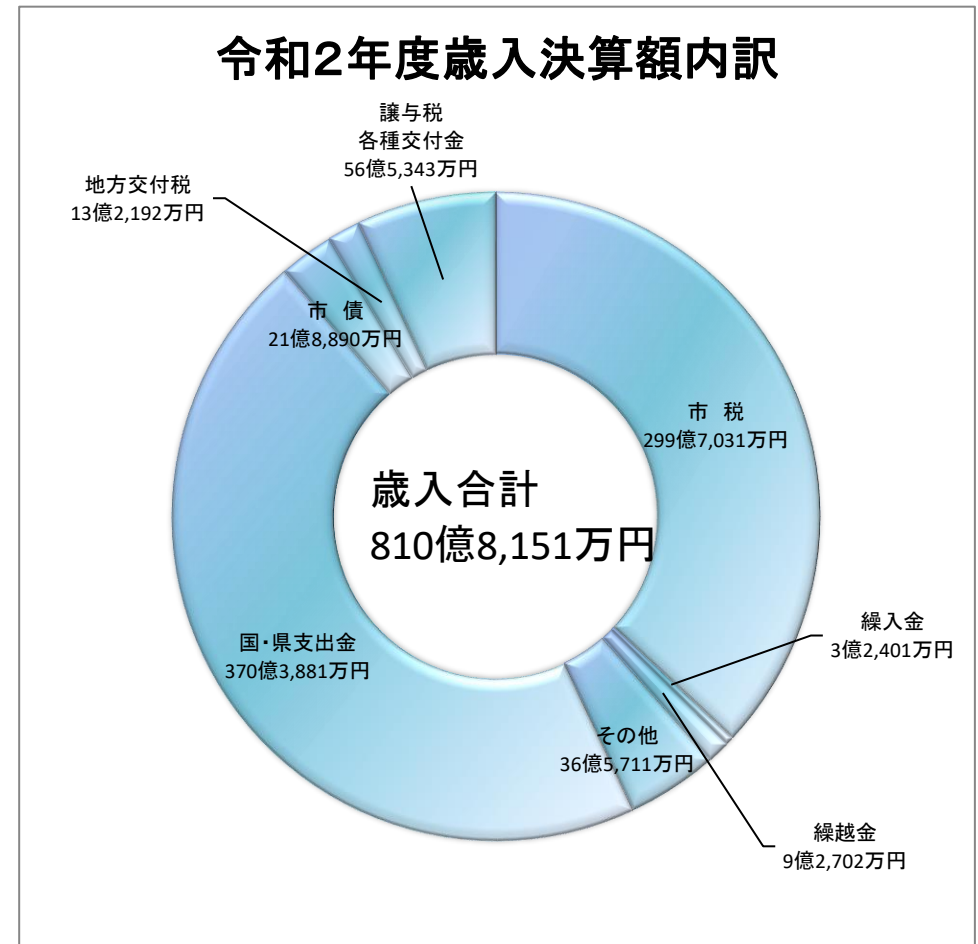 令和2年度歳入決算額内訳
譲与税
各種交付金
56億5,343万円
地方交付税
13億2,192万円
市 債
21億8,890万円
市 税
299億7,031万円
歳入合計
810億8,151万円
国・県支出金
370億3,881万円
繰入金
3億2,401万円
その他
36億5,711万円
繰越金
9億2,702万円